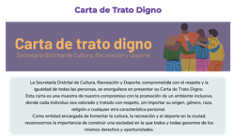 Carta de Trato Digno
Carta de trato digno
Secretaría Distrital de Cultura, Recreación y Deporte
La Secretaría Distrital de Cultura, Recreación y Deporte, comprometida con el respeto y la
igualdad de todas las personas, se enorgullece en presentar su Carta de Trato Digno.
Esta carta es una muestra de nuestro compromiso con la promoción de un ambiente inclusivo,
donde cada individuo sea valorado y tratado con respeto, sin importar su origen, género, raza,
religión o cualquier otra característica personal.
Como entidad encargada de fomentar la cultura, la recreación y el deporte en la ciudad,
reconocemos la importancia de construir una sociedad en la que todos y todas gocemos de los
mismos derechos y oportunidades.